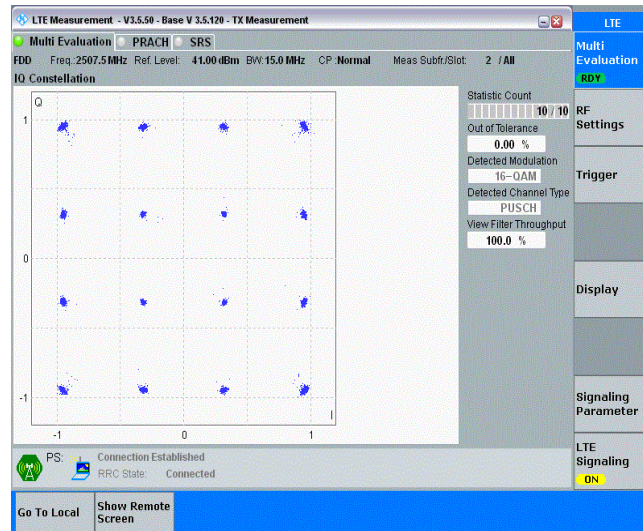 LTE Measurement - V3.5.50 - Base V 3.5.120 - TX Measurement
LTE
Multi Evaluation PRACH SRS
Multi
Evaluation
RDY
FDD Freq.:2507.5 MHz Ref. Level: 41.00 dBm BW:15.0 MHz CP :Normal Meas Subfr./Slot: 2 / All
IQ Constellation
Statistic Count
10 / 10
Out of Tolerance
0.00 %
Detected Modulation
16-QAM
Detected Channel Type
PUSCH
View Filter Throughput
100.0 %
Q
1
0
-1
I
-1 0 1
RF
Settings
Trigger
Display
Signaling
Parameter
LTE
Signaling
ON
PS: Connection Established
RRC State: Connected
Go To Local
Show Remote
Screen